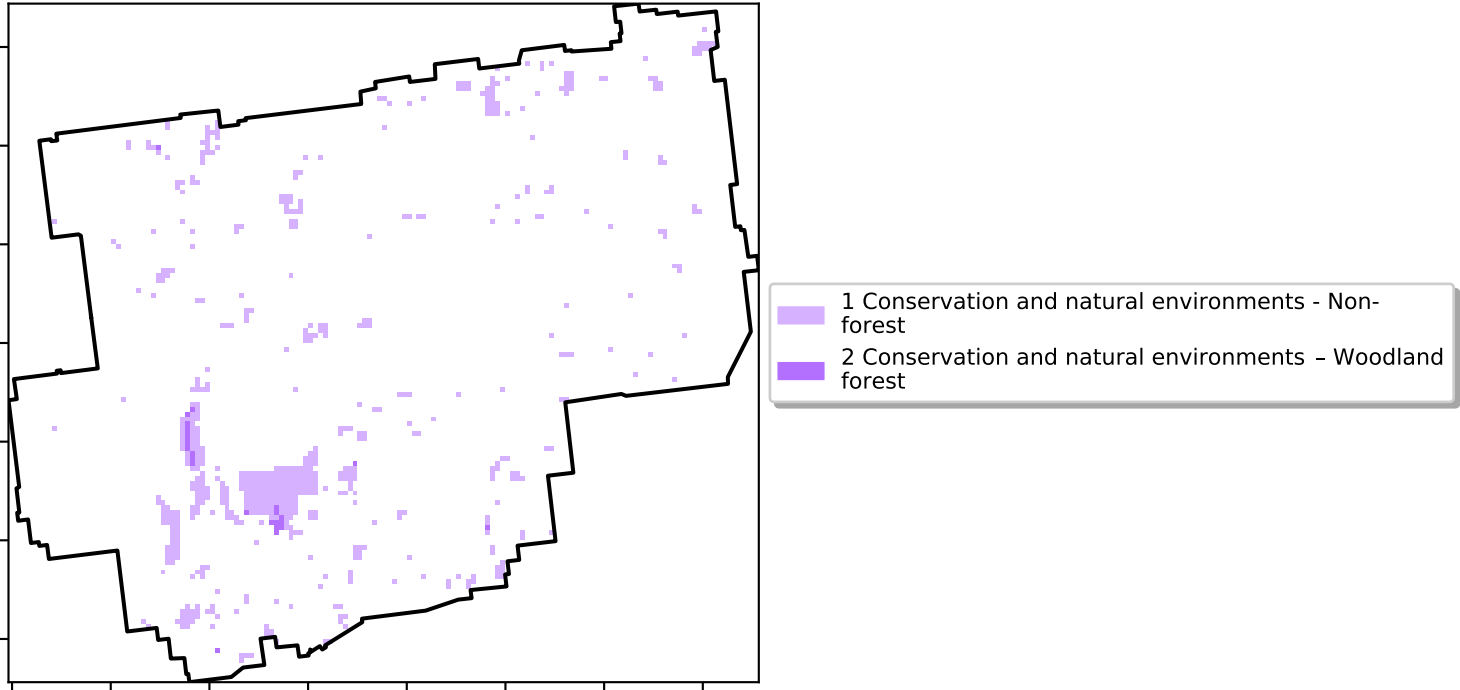 1 Conservation and natural environments - Non-
forest
2 Conservation and natural environments – Woodland
forest